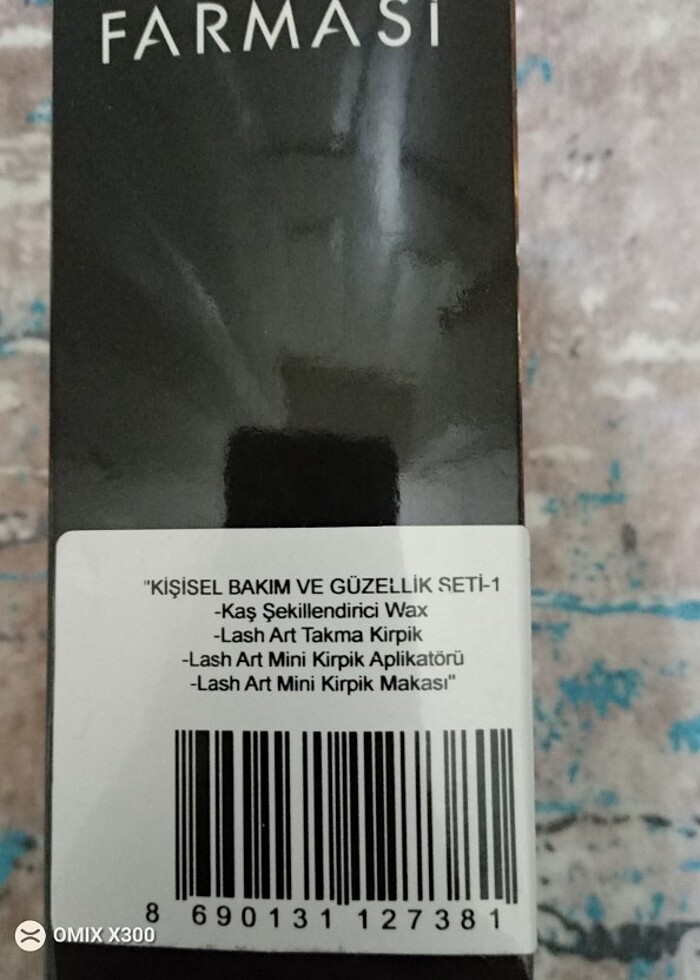 FARMASİ
"KİŞİSEL BAKIM VE GÜZELLİK SETİ-1
-Kaş Şekillendirici Wax
-Lash Art Takma Kirpik
-Lash Art Mini Kirpik Aplikatörü
-Lash Art Mini Kirpik Makası"
8 690131 127381
OMIX X300